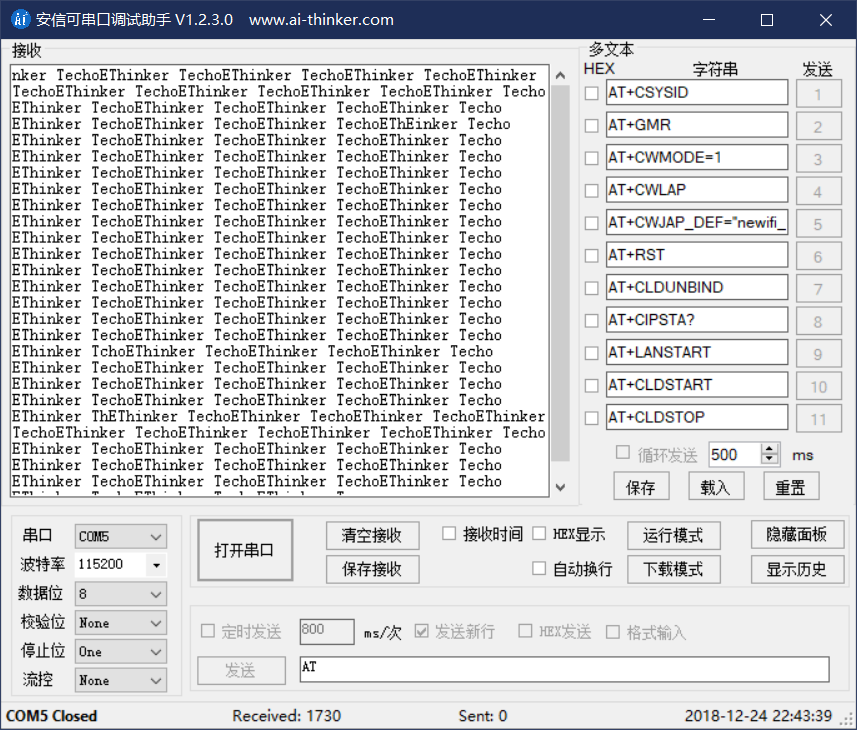 安信可串口调试助手 V1.2.3.0 www.ai-thinker.com
接收
nker TechoEThinker TechoEThinker TechoEThinker TechoEThinker
TechoEThinker TechoEThinker TechoEThinker TechoEThinker Techo
EThinker TechoEThinker TechoEThinker TechoEThinker Techo
EThinker TechoEThinker TechoEThinker TechoEThEinker Techo
EThinker TechoEThinker TechoEThinker TechoEThinker Techo
EThinker TechoEThinker TechoEThinker TechoEThinker Techo
EThinker TechoEThinker TechoEThinker TechoEThinker Techo
EThinker TechoEThinker TechoEThinker TechoEThinker Techo
EThinker TechoEThinker TechoEThinker TechoEThinker Techo
EThinker TechoEThinker TechoEThinker TechoEThinker Techo
EThinker TechoEThinker TechoEThinker TechoEThinker Techo
EThinker TechoEThinker TechoEThinker TechoEThinker Techo
EThinker TechoEThinker TechoEThinker TechoEThinker Techo
EThinker TechoEThinker TechoEThinker TechoEThinker Techo
EThinker TechoEThinker TechoEThinker TechoEThinker Techo
EThinker TechoEThinker TechoEThinker TechoEThinker Techo
EThinker TechoEThinker TechoEThinker TechoEThinker Techo
EThinker TchoEThinker TechoEThinker TechoEThinker Techo
EThinker TechoEThinker TechoEThinker TechoEThinker Techo
EThinker TechoEThinker TechoEThinker TechoEThinker Techo
EThinker TechoEThinker TechoEThinker TechoEThinker Techo
EThinker ThEThinker TechoEThinker TechoEThinker TechoEThinker
TechoEThinker TechoEThinker TechoEThinker TechoEThinker Techo
EThinker TechoEThinker TechoEThinker TechoEThinker Techo
EThinker TechoEThinker TechoEThinker TechoEThinker Techo
EThinker TechoEThinker TechoEThinker TechoEThinker Techo
多文本
HEX 字符串 发送
AT+CSYSID 1
AT+GMR 2
AT+CWMODE=1 3
AT+CWLAP 4
AT+CWJAP_DEF="newifi_ 5
AT+RST 6
AT+CLDUNBIND 7
AT+CIPSTA? 8
AT+LANSTART 9
AT+CLDSTART 10
AT+CLDSTOP 11
循环发送 500 ms
保存 载入 重置
串口 COM5
波特率 115200
数据位 8
校验位 None
停止位 One
流控 None
打开串口
清空接收 接收时间 HEX显示 运行模式 隐藏面板
保存接收 自动换行 下载模式 显示历史
定时发送 800 ms/次 发送新行 HEX发送 格式输入
发送 AT
COM5 Closed Received: 1730 Sent: 0 2018-12-24 22:43:39